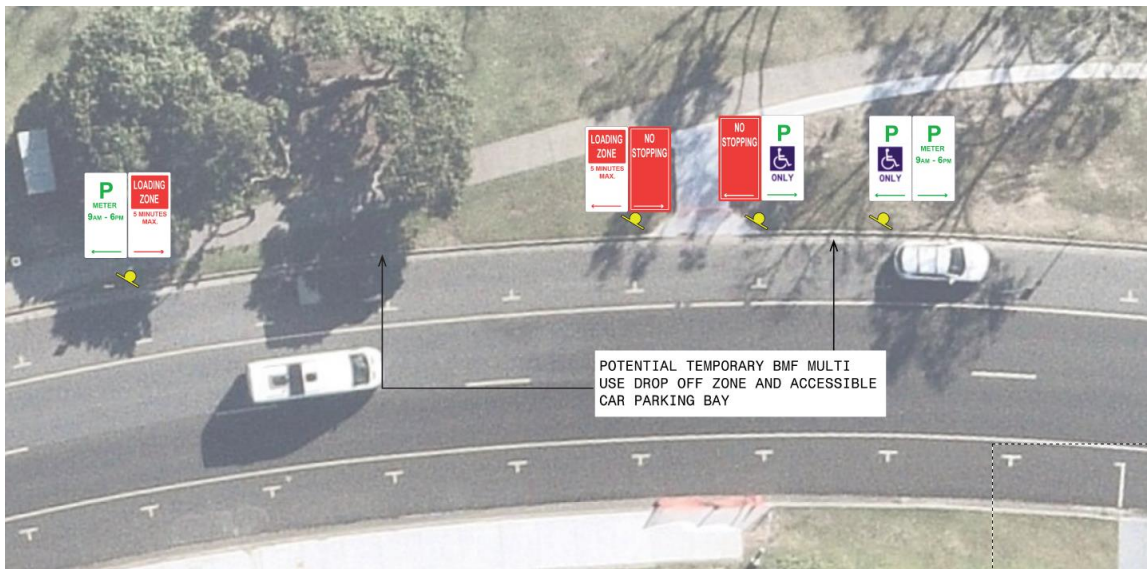 P
METER
9AM - 6PM
LOADING
ZONE
5 MINUTES
MAX.
LOADING
ZONE
5 MINUTES
MAX.
NO
STOPPING
NO
STOPPING
P
ONLY
P
ONLY
P
METER
9AM - 6PM
POTENTIAL TEMPORARY BMF MULTI
USE DROP OFF ZONE AND ACCESSIBLE
CAR PARKING BAY